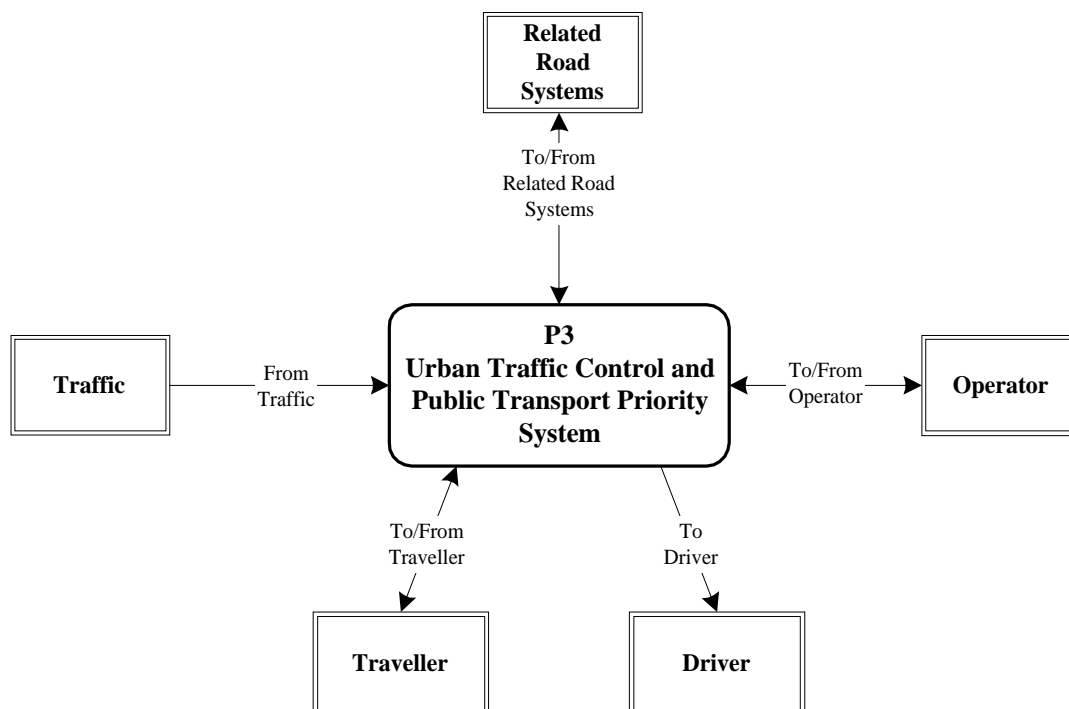 Related
Road
Systems
To/From
Related Road
Systems
P3
Urban Traffic Control and
Public Transport Priority
System
Traffic
From
Traffic
To/From
Operator
Operator
To/From
Traveller
To
Driver
Traveller
Driver